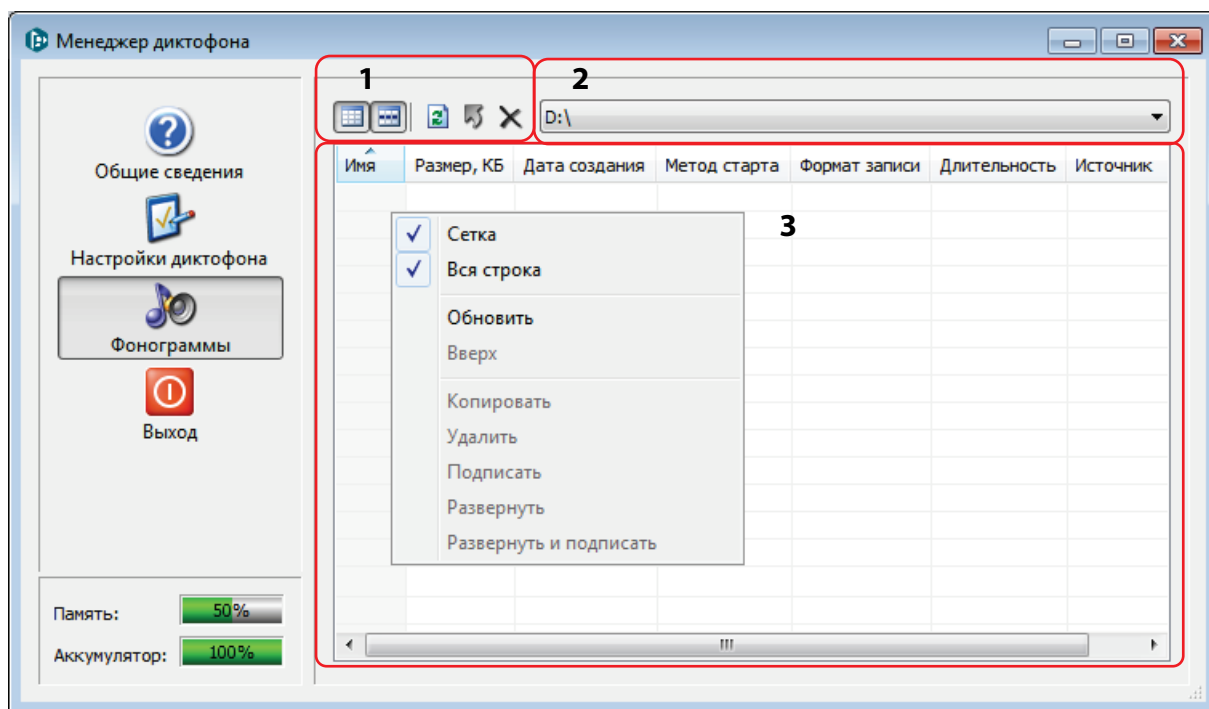 Менеджер диктофона
1
2
D:\
Общие сведения
Настройки диктофона
Фонограммы
Выход
Имя Размер, КБ Дата создания Метод старта Формат записи Длительность Источник
3
Сетка
Вся строка
Обновить
Вверх
Копировать
Удалить
Подписать
Развернуть
Развернуть и подписать
Память: 50%
Аккумулятор: 100%